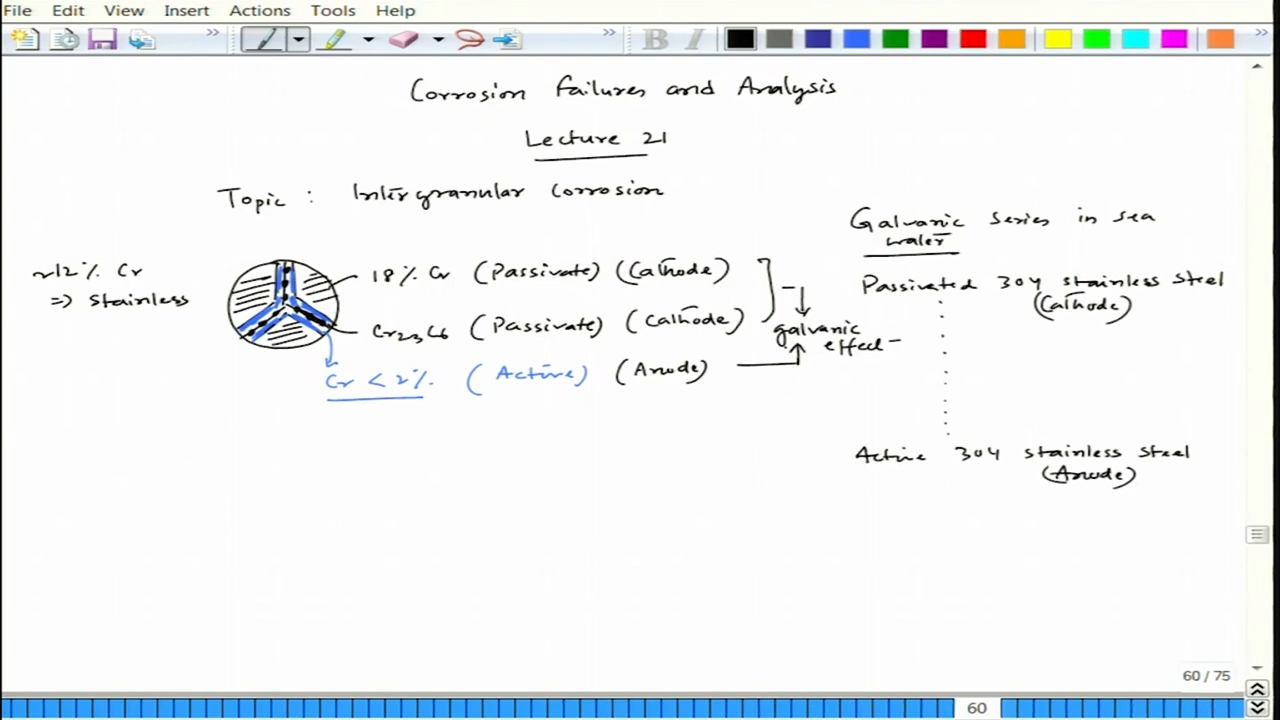 File Edit View Insert Actions Tools Help
Corrosion Failures and Analysis
Lecture 21
Topic : Intergranular Corrosion
~12% Cr
=> Stainless
18% Cr (Passivate) (Cathode)
Cr23C6 (Passivate) (Cathode)
Cr < 2% (Active) (Anode)
galvanic
effect
Galvanic Series in sea
water
Passivated 304 stainless steel
(Cathode)
Active 304 stainless steel
(Anode)
60 / 75
60